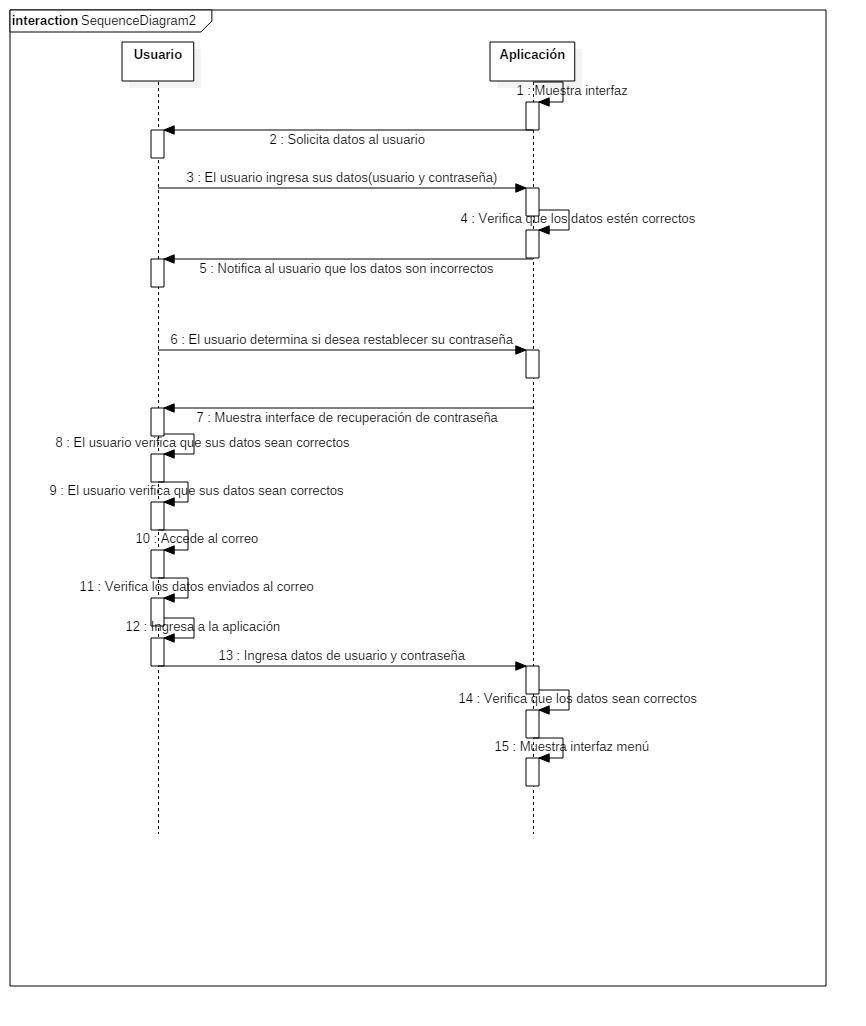 interaction SequenceDiagram2
Usuario
Aplicación
1 : Muestra interfaz
2 : Solicita datos al usuario
3 : El usuario ingresa sus datos(usuario y contraseña)
4 : Verifica que los datos estén correctos
5 : Notifica al usuario que los datos son incorrectos
6 : El usuario determina si desea restablecer su contraseña
7 : Muestra interface de recuperación de contraseña
8 : El usuario verifica que sus datos sean correctos
9 : El usuario verifica que sus datos sean correctos
10 : Accede al correo
11 : Verifica los datos enviados al correo
12 : Ingresa a la aplicación
13 : Ingresa datos de usuario y contraseña
14 : Verifica que los datos sean correctos
15 : Muestra interfaz menú